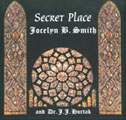 Secret Place
Jocelyn B. Smith
and Dr. J.J. Hurtak